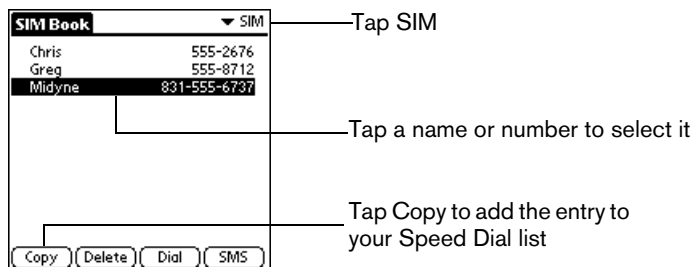 SIM Book ▼ SIM
Tap SIM
Chris 555-2676
Greg 555-8712
Midyne 831-555-6737
Tap a name or number to select it
Tap Copy to add the entry to
your Speed Dial list
Copy Delete Dial SMS